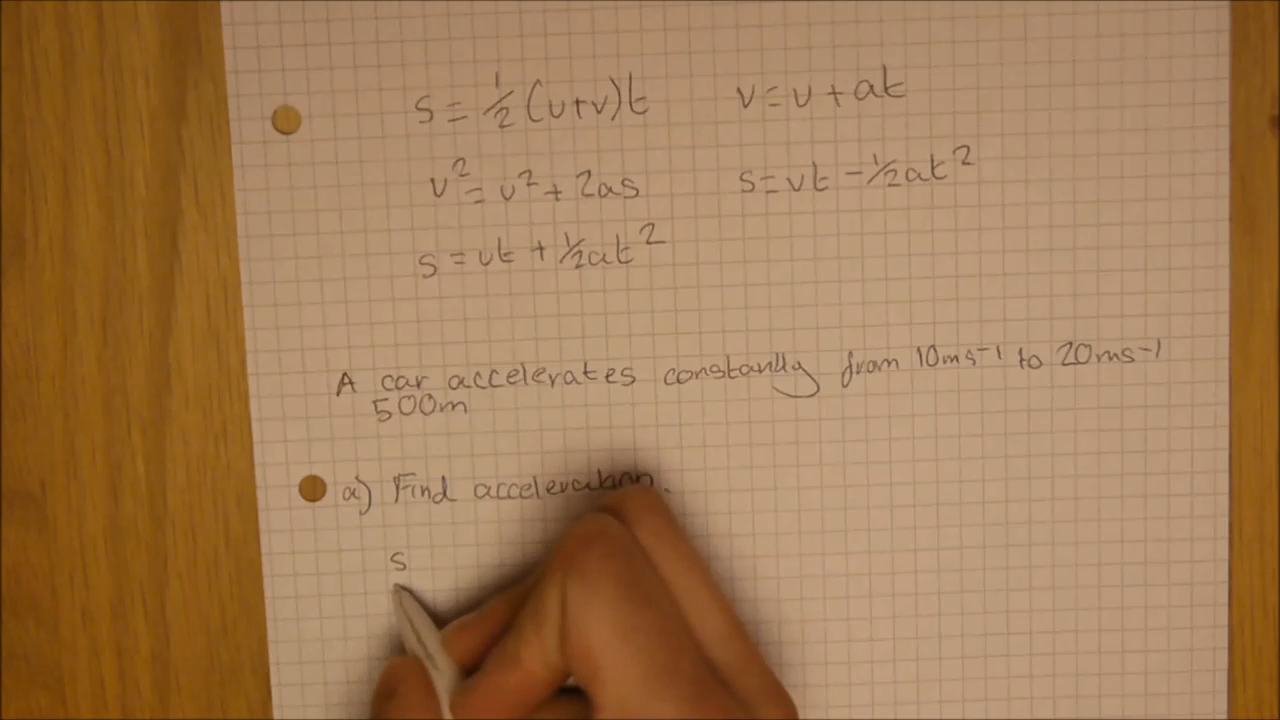 s = ½(u+v)t v = u + at
v² = u² + 2as s = vt - ½at²
s = ut + ½at²
A car accelerates constantly from 10ms⁻¹ to 20ms⁻¹
500m
a) Find acceleration.
s